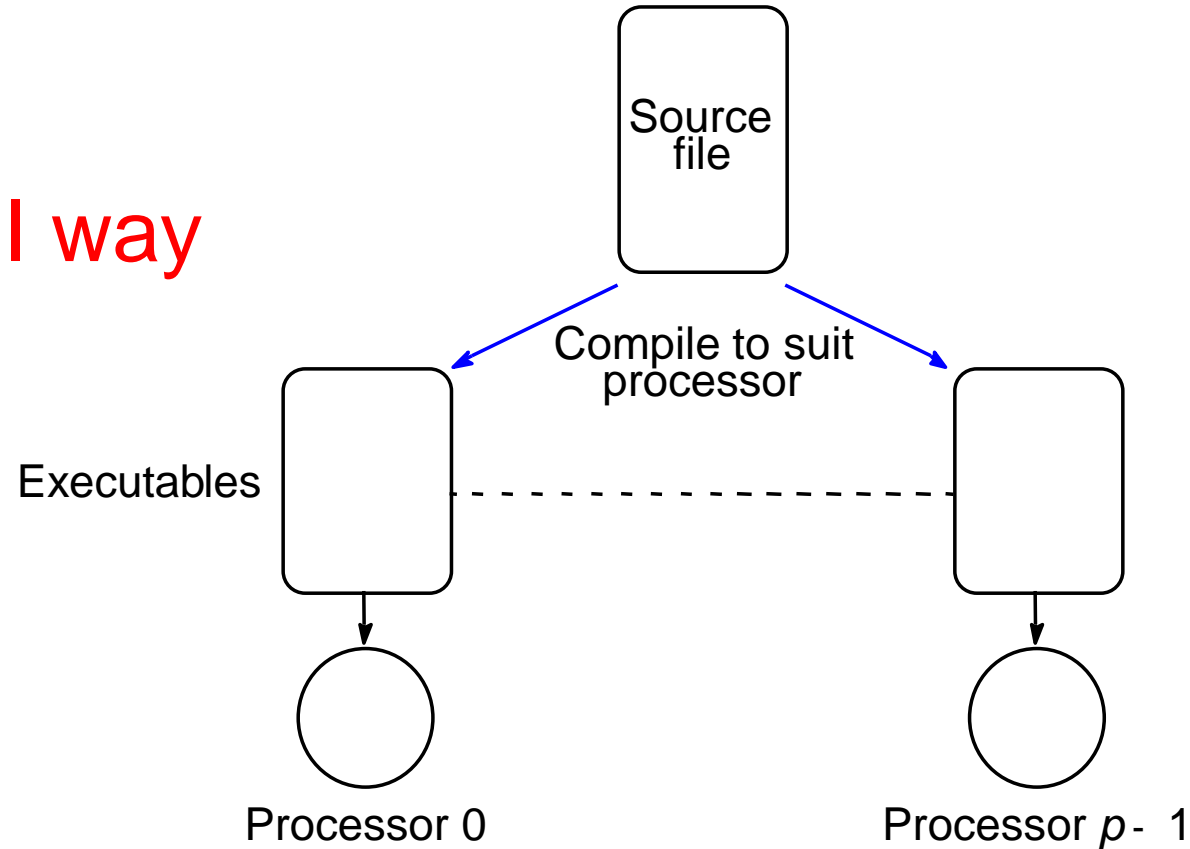 Source
file
I way
Compile to suit
processor
Executables
Processor 0
Processor p - 1